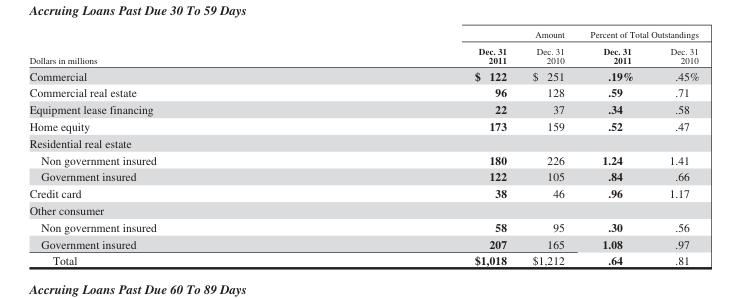 Accruing Loans Past Due 30 To 59 Days
Amount Percent of Total Outstandings
Dec. 31 Dec. 31 Dec. 31 Dec. 31
Dollars in millions 2011 2010 2011 2010
Commercial $ 122 $ 251 .19% .45%
Commercial real estate 96 128 .59 .71
Equipment lease financing 22 37 .34 .58
Home equity 173 159 .52 .47
Residential real estate
Non government insured 180 226 1.24 1.41
Government insured 122 105 .84 .66
Credit card 38 46 .96 1.17
Other consumer
Non government insured 58 95 .30 .56
Government insured 207 165 1.08 .97
Total $1,018 $1,212 .64 .81
Accruing Loans Past Due 60 To 89 Days